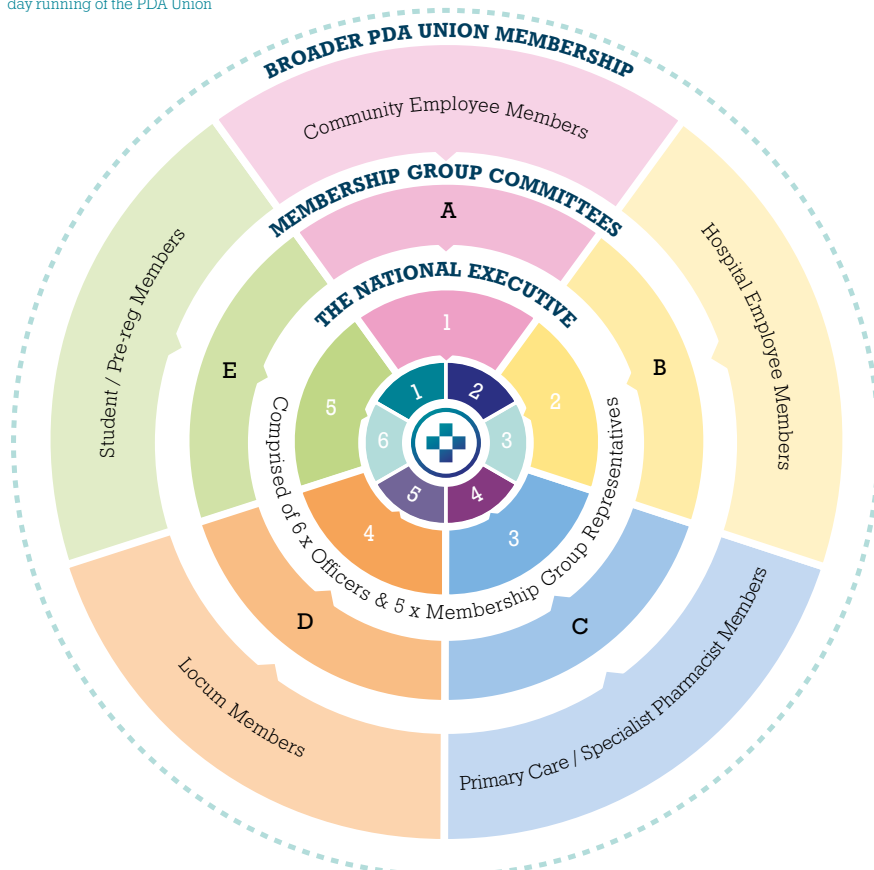 day running of the PDA Union
BROADER PDA UNION MEMBERSHIP
Community Employee Members
MEMBERSHIP GROUP COMMITTEES
A
THE NATIONAL EXECUTIVE
1
Student / Pre-reg Members
Hospital Employee Members
E
B
5
2
1
2
6
3
5
4
4
3
Comprised of 6 x Officers & 5 x Membership Group Representatives
D
C
Locum Members
Primary Care / Specialist Pharmacist Members